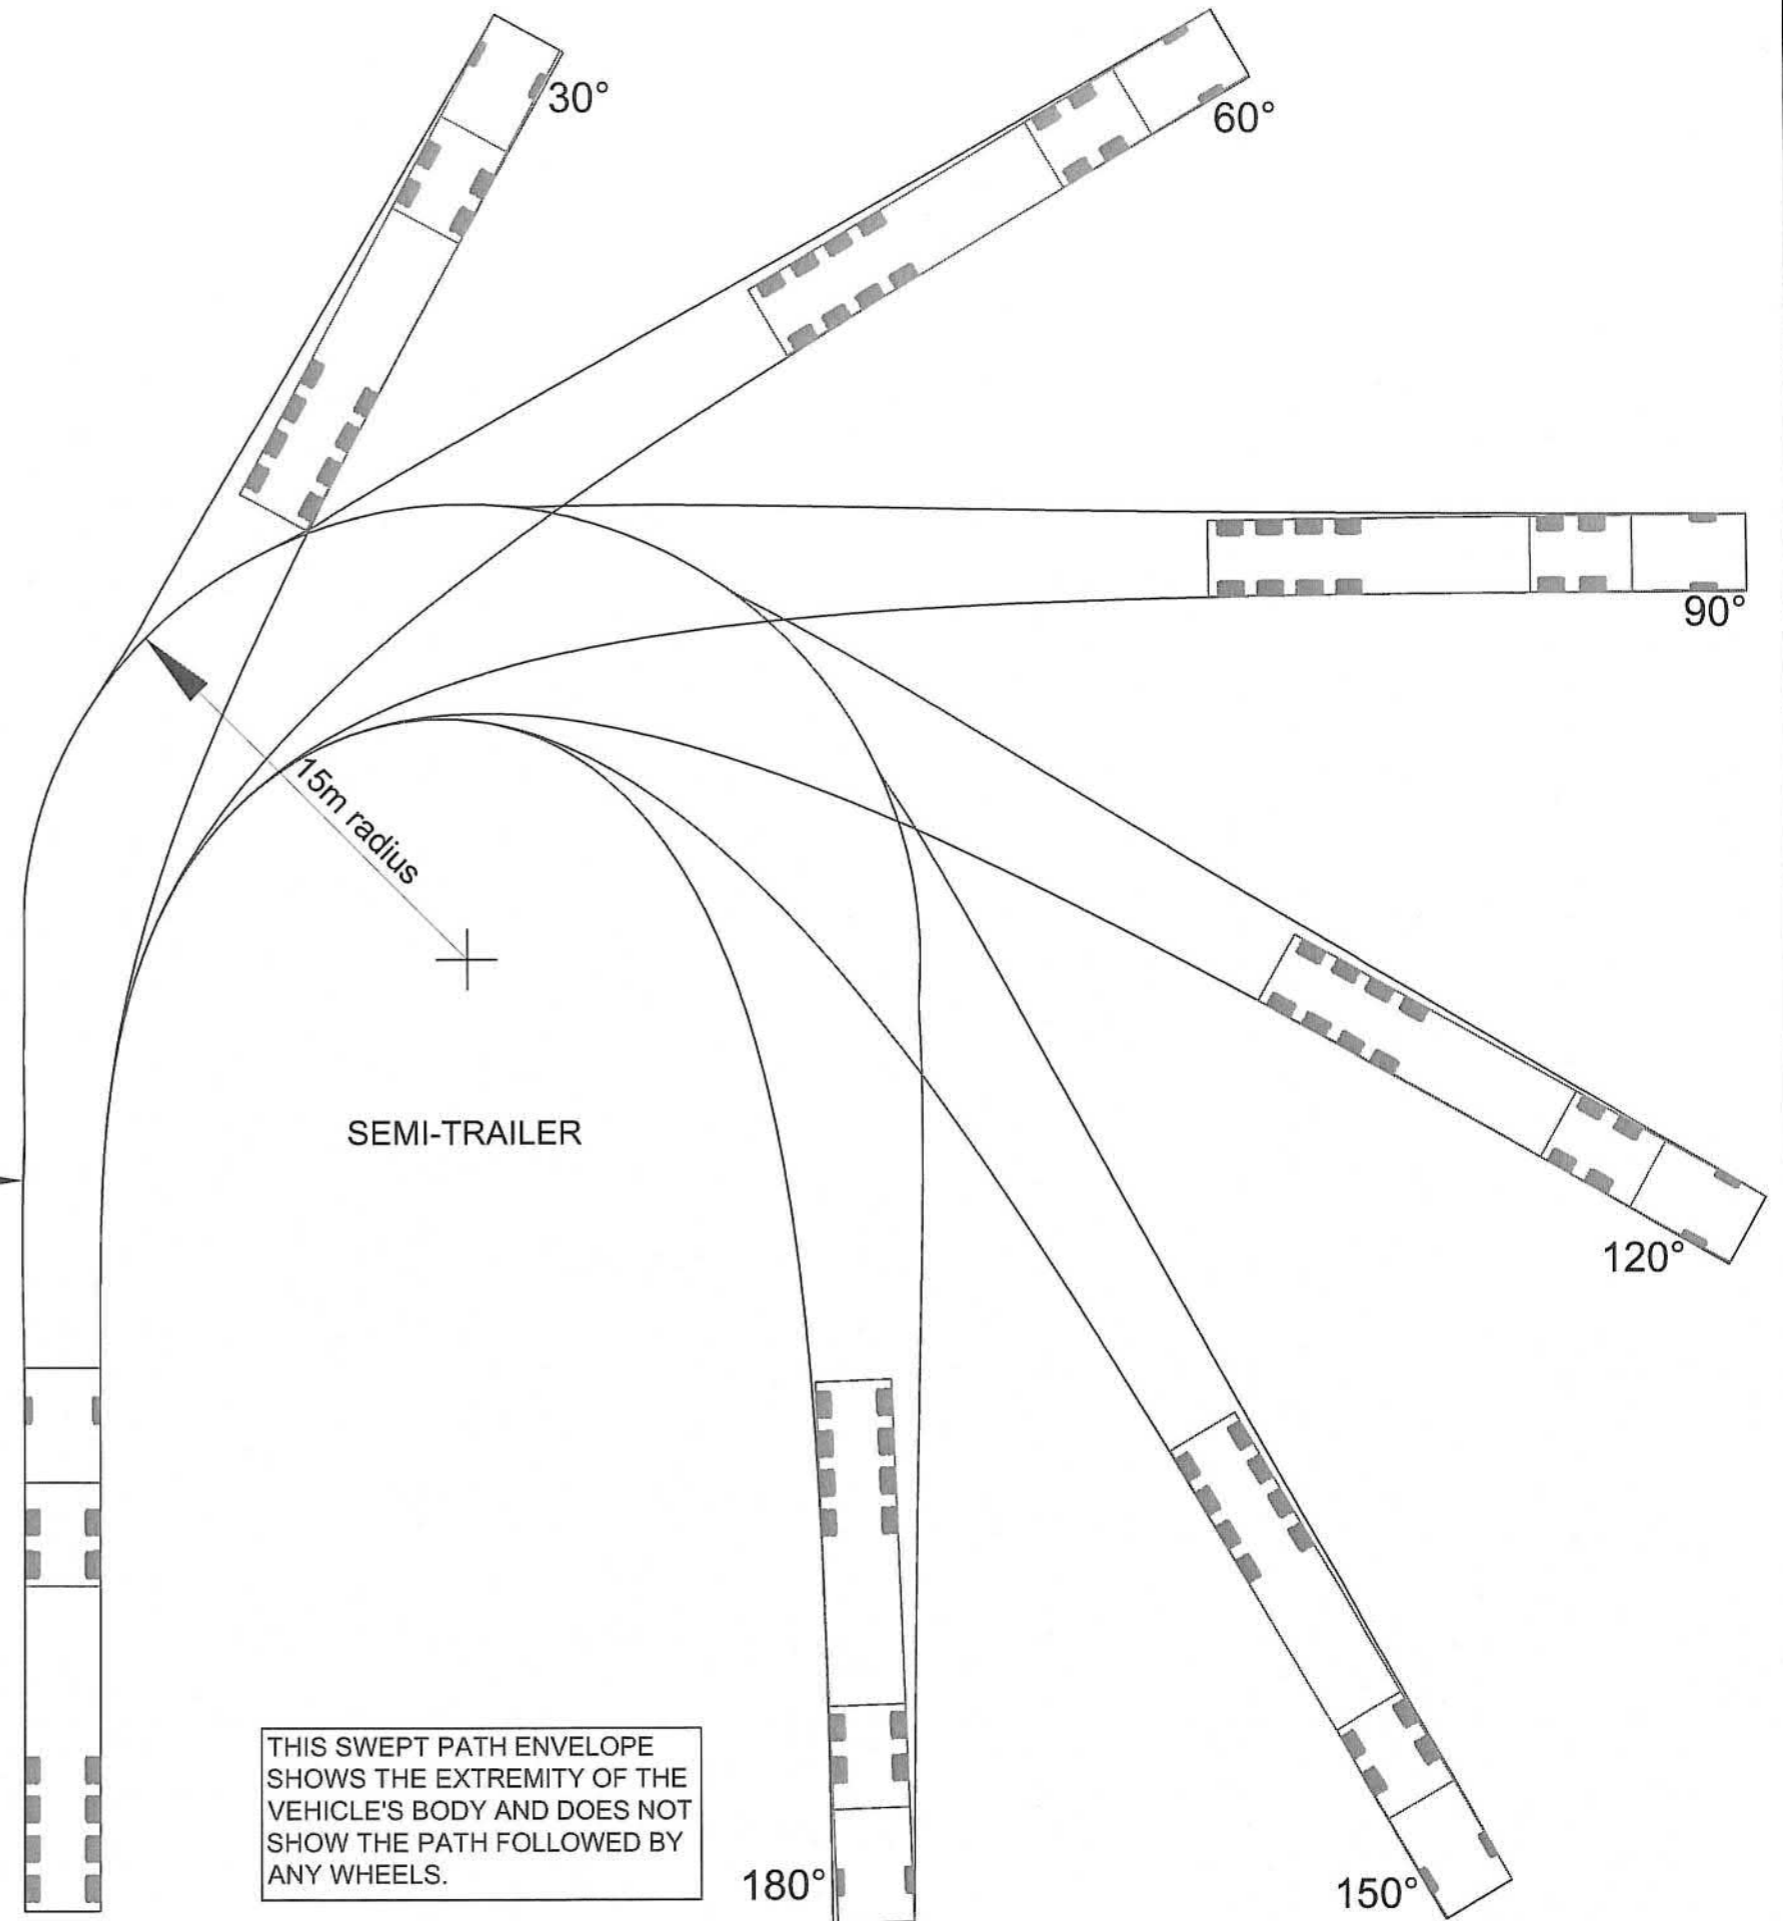 30°
60°
90°
15m radius
SEMI-TRAILER
120°
THIS SWEPT PATH ENVELOPE
SHOWS THE EXTREMITY OF THE
VEHICLE'S BODY AND DOES NOT
SHOW THE PATH FOLLOWED BY
ANY WHEELS.
180°
150°